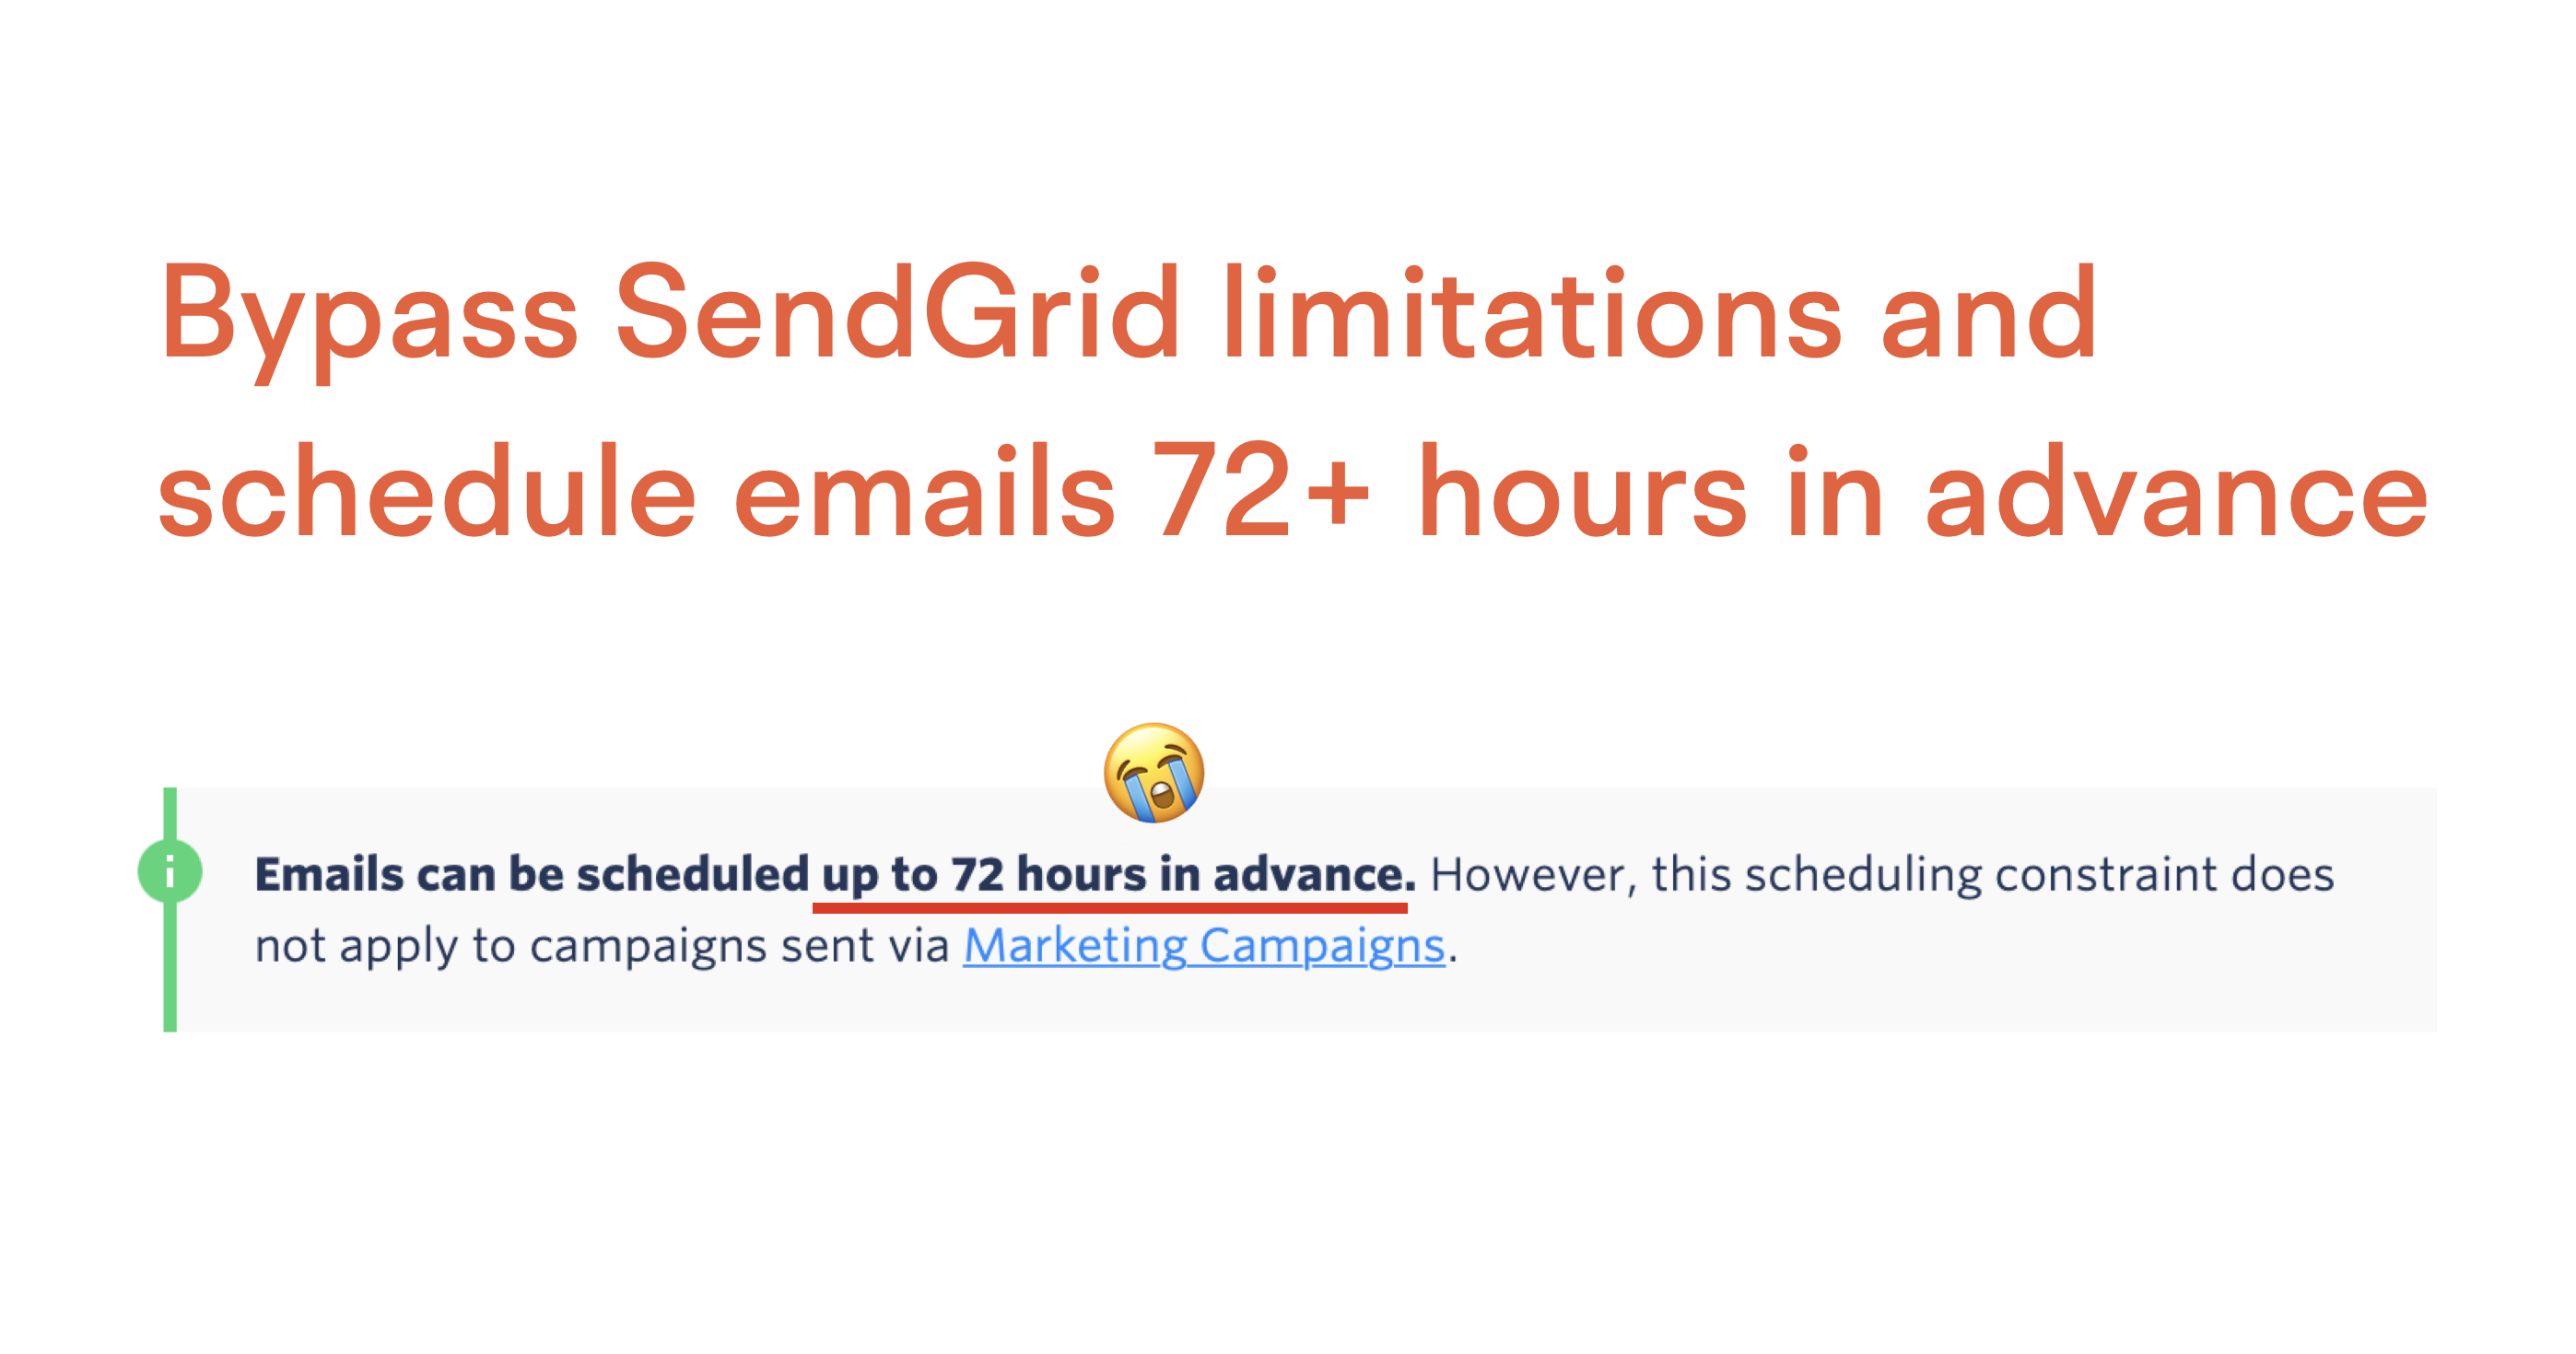 Bypass SendGrid limitations and
schedule emails 72+ hours in advance
Emails can be scheduled up to 72 hours in advance. However, this scheduling constraint does
not apply to campaigns sent via Marketing Campaigns.